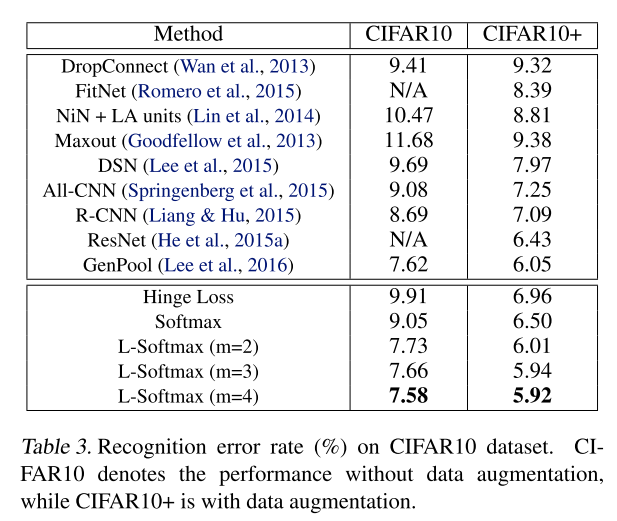 Method CIFAR10 CIFAR10+
DropConnect (Wan et al., 2013) 9.41 9.32
FitNet (Romero et al., 2015) N/A 8.39
NiN + LA units (Lin et al., 2014) 10.47 8.81
Maxout (Goodfellow et al., 2013) 11.68 9.38
DSN (Lee et al., 2015) 9.69 7.97
All-CNN (Springenberg et al., 2015) 9.08 7.25
R-CNN (Liang & Hu, 2015) 8.69 7.09
ResNet (He et al., 2015a) N/A 6.43
GenPool (Lee et al., 2016) 7.62 6.05
Hinge Loss 9.91 6.96
Softmax 9.05 6.50
L-Softmax (m=2) 7.73 6.01
L-Softmax (m=3) 7.66 5.94
L-Softmax (m=4) 7.58 5.92
Table 3. Recognition error rate (%) on CIFAR10 dataset. CI-
FAR10 denotes the performance without data augmentation,
while CIFAR10+ is with data augmentation.